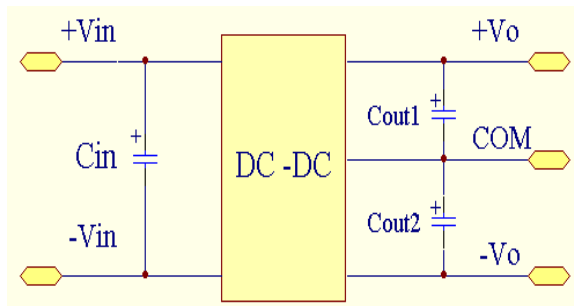 +Vin
+Vo
+
Cout1
+
COM
Cin
DC -DC
+
Cout2
-Vin
-Vo